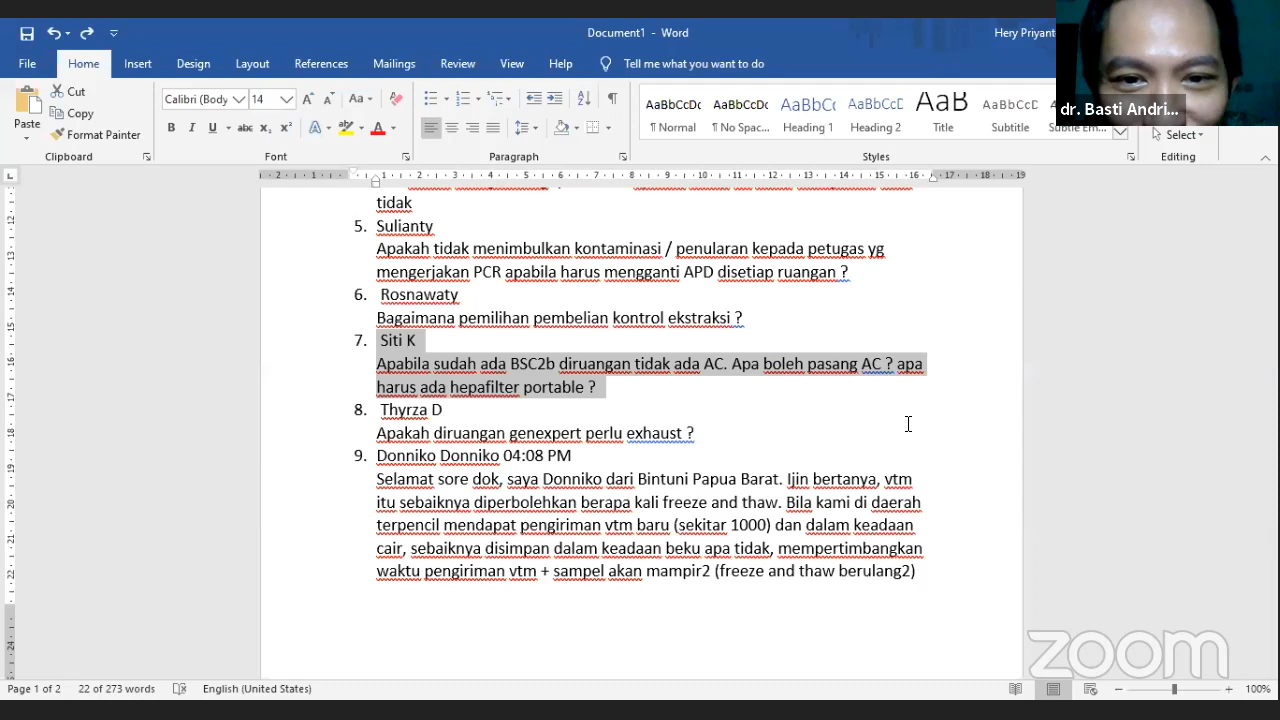 Document1 - Word
Hery Priyant
File Home Insert Design Layout References Mailings Review View Help Tell me what you want to do
dr. Basti Andri...
Paste
Cut
Copy
Format Painter
Clipboard
Calibri (Body 14
Font
Paragraph
AaBbCcDc AaBbCcDc AaBbCc AaBbCcD AaB AaBbCcD
¶ Normal ¶ No Spac... Heading 1 Heading 2 Title Subtitle Subtle Em...
Styles
Select
Editing
tidak
5. Sulianty
Apakah tidak menimbulkan kontaminasi / penularan kepada petugas yg
mengerjakan PCR apabila harus mengganti APD disetiap ruangan ?
6. Rosnawaty
Bagaimana pemilihan pembelian kontrol ekstraksi ?
7. Siti K
Apabila sudah ada BSC2b diruangan tidak ada AC. Apa boleh pasang AC ? apa
harus ada hepafilter portable ?
8. Thyrza D
Apakah diruangan genexpert perlu exhaust ?
9. Donniko Donniko 04:08 PM
Selamat sore dok, saya Donniko dari Bintuni Papua Barat. Ijin bertanya, vtm
itu sebaiknya diperbolehkan berapa kali freeze and thaw. Bila kami di daerah
terpencil mendapat pengiriman vtm baru (sekitar 1000) dan dalam keadaan
cair, sebaiknya disimpan dalam keadaan beku apa tidak, mempertimbangkan
waktu pengiriman vtm + sampel akan mampir2 (freeze and thaw berulang2)
zoom
Page 1 of 2 22 of 273 words English (United States) 100%